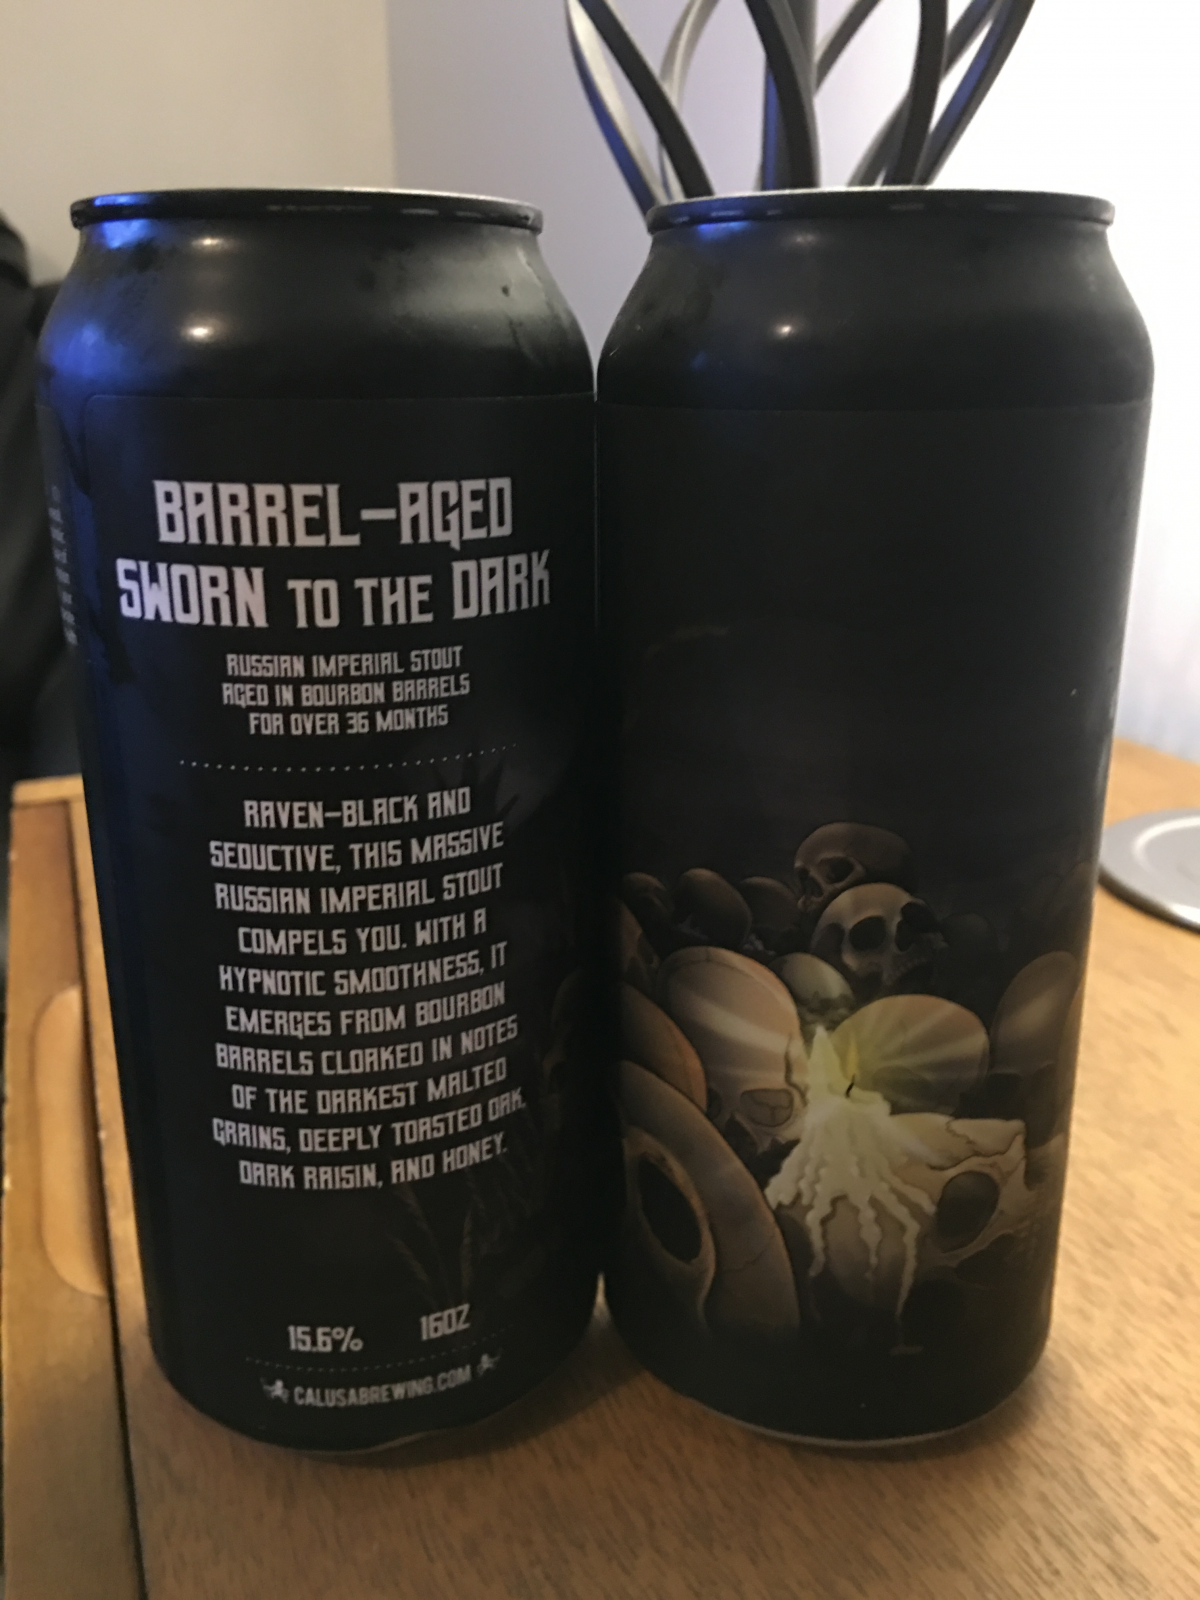 BARREL-AGED
SWORN TO THE DARK
RUSSIAN IMPERIAL STOUT
AGED IN BOURBON BARRELS
FOR OVER 36 MONTHS
RAVEN-BLACK AND
SEDUCTIVE, THIS MASSIVE
RUSSIAN IMPERIAL STOUT
COMPELS YOU. WITH A
HYPNOTIC SMOOTHNESS, IT
EMERGES FROM BOURBON
BARRELS CLOAKED IN NOTES
OF THE DARKEST MALTED
GRAINS, DEEPLY TOASTED OAK,
DARK RAISIN, AND HONEY.
15.6% 16OZ
CALUSABREWING.COM